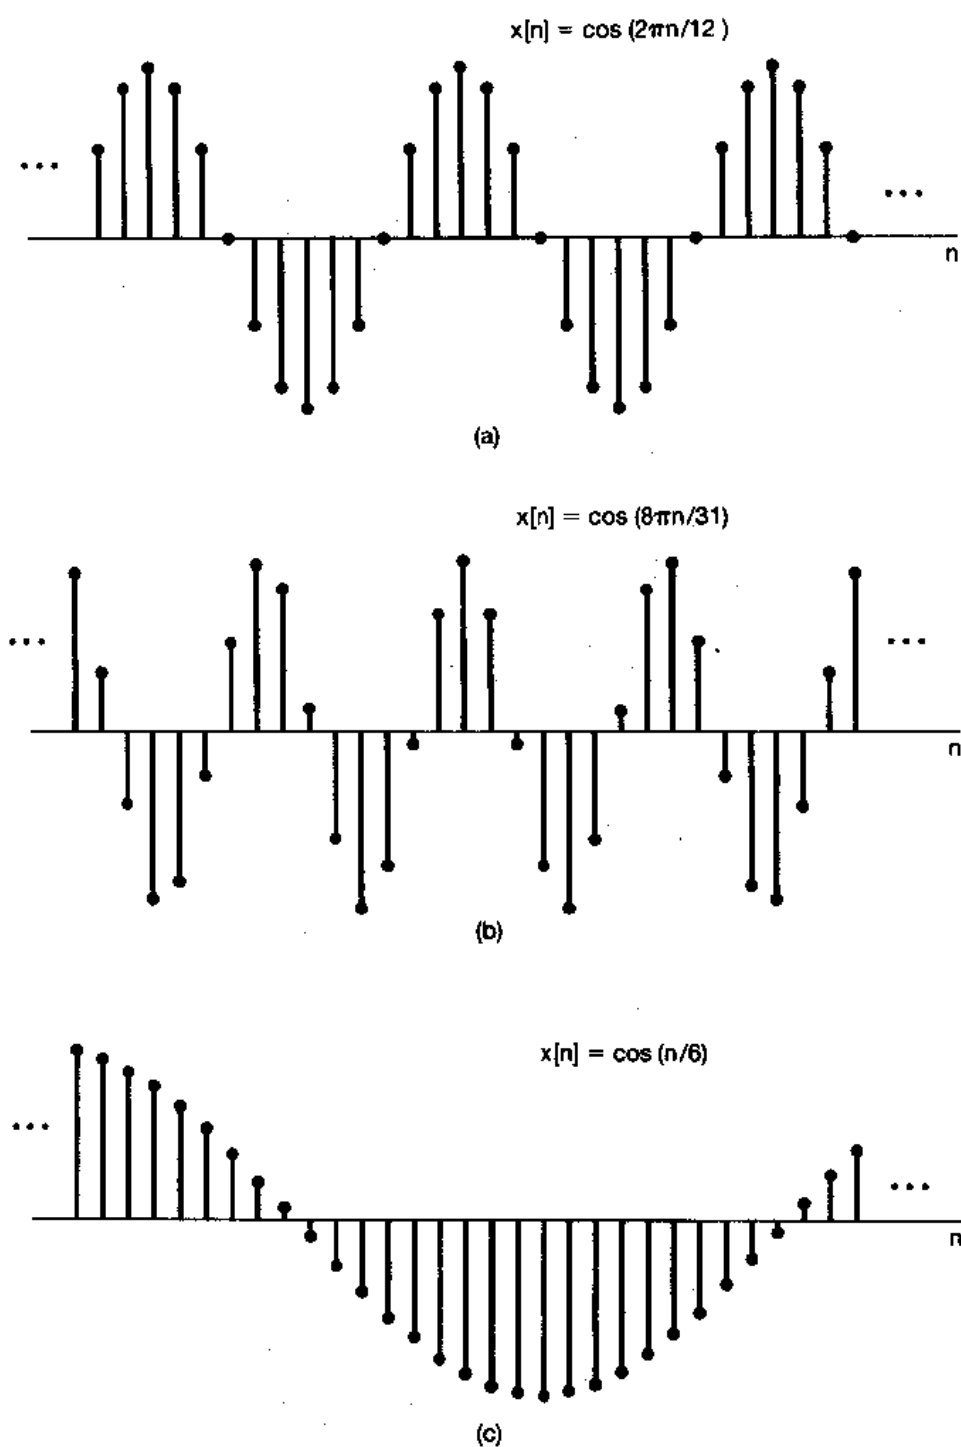 x[n] = cos (2πn/12 )
•••
•••
n
(a)
x[n] = cos (8πn/31)
•••
•••
n
(b)
x[n] = cos (n/6)
•••
•••
n
(c)